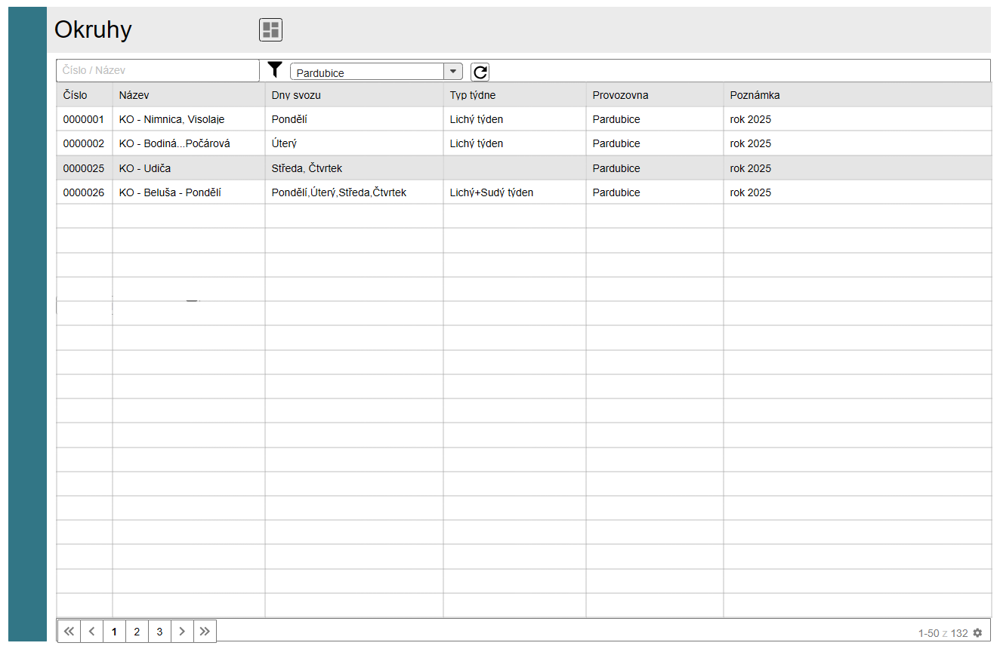 Okruhy
Číslo / Název
Pardubice
Číslo Název Dny svozu Typ týdne Provozovna Poznámka
0000001 KO - Nimnica, Visolaje Pondělí Lichý týden Pardubice rok 2025
0000002 KO - Bodiná...Počárová Úterý Lichý týden Pardubice rok 2025
0000025 KO - Udiča Středa, Čtvrtek Pardubice rok 2025
0000026 KO - Beluša - Pondělí Pondělí,Úterý,Středa,Čtvrtek Lichý+Sudý týden Pardubice rok 2025
1 2 3
1-50 z 132